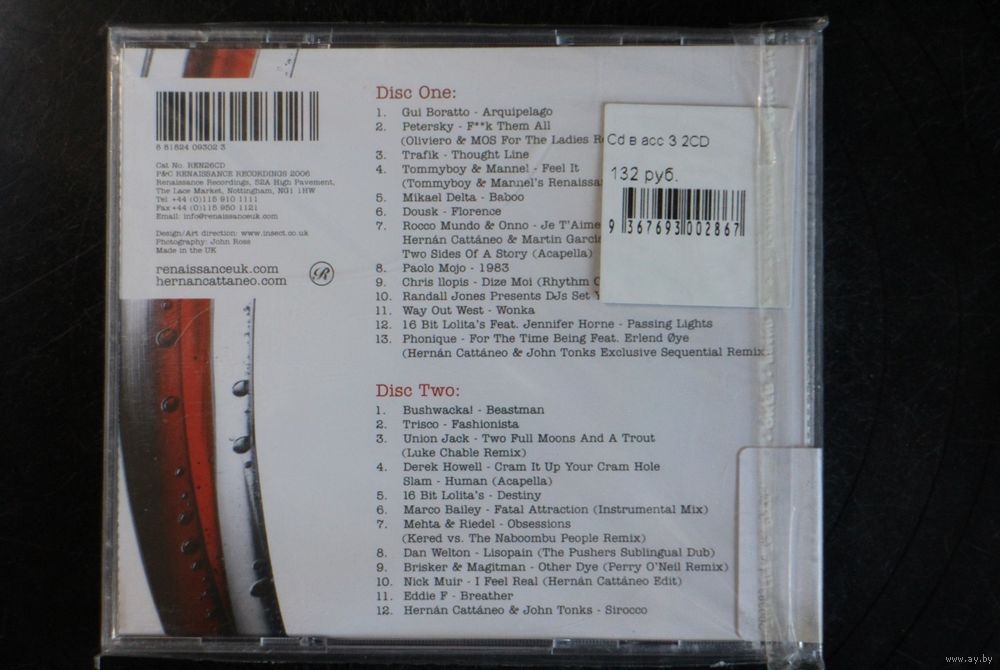 6 81824 09302 3
Cat No. REN26CD
P&C RENAISSANCE RECORDINGS 2006
Renaissance Recordings, 52A High Pavement,
The Lace Market, Nottingham, NG1 1HW
Tel +44 (0)115 910 1111
Fax +44 (0)115 950 1121
Email: info@renaissanceuk.com
Design/Art direction: www.insect.co.uk
Photography: John Ross
Made in the UK
renaissanceuk.com
hernancattaneo.com
R
Disc One:
1. Gui Boratto - Arquipelago
2. Petersky - F**k Them All
(Oliviero & MOS For The Ladies
3. Trafik - Thought Line
4. Tommyboy & Mannel - Feel It
(Tommyboy & Mannel's Renaissa
5. Mikael Delta - Baboo
6. Dousk - Florence
7. Rocco Mundo & Onno - Je T'Aime
Hernán Cattáneo & Martin Garcia
Two Sides Of A Story (Acapella)
8. Paolo Mojo - 1983
9. Chris llopis - Dize Moi (Rhythm
10. Randall Jones Presents DJs Set
11. Way Out West - Wonka
12. 16 Bit Lolita's Feat. Jennifer Horne - Passing Lights
13. Phonique - For The Time Being Feat. Erlend Øye
(Hernán Cattáneo & John Tonks Exclusive Sequential Remix
Disc Two:
1. Bushwacka! - Beastman
2. Trisco - Fashionista
3. Union Jack - Two Full Moons And A Trout
(Luke Chable Remix)
4. Derek Howell - Cram It Up Your Cram Hole
Slam - Human (Acapella)
5. 16 Bit Lolita's - Destiny
6. Marco Bailey - Fatal Attraction (Instrumental Mix)
7. Mehta & Riedel - Obsessions
(Kered vs. The Naboombu People Remix)
8. Dan Welton - Lisopain (The Pushers Sublingual Dub)
9. Brisker & Magitman - Other Dye (Perry O'Neil Remix)
10. Nick Muir - I Feel Real (Hernán Cattáneo Edit)
11. Eddie F - Breather
12. Hernán Cattáneo & John Tonks - Sirocco
Cd в асс 3 2CD
132 руб.
9 367693 002867
www.ay.by